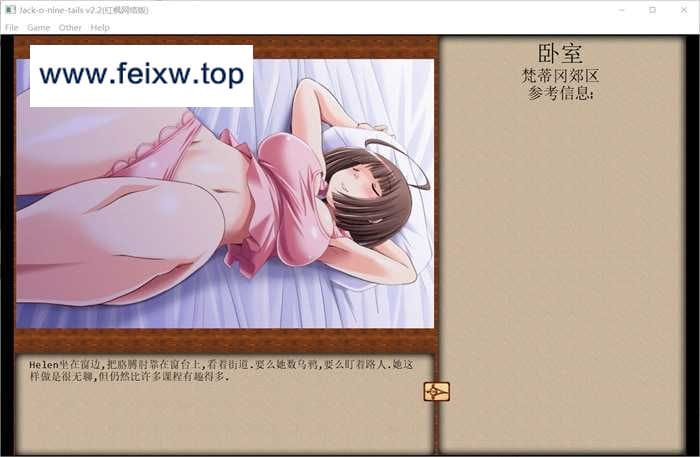 Jack-o-nine-tails v2.2(红枫网络版)
File Game Other Help
www.feixw.top
卧室
梵蒂冈郊区
参考信息:
Helen坐在窗边,把胳膊肘靠在窗台上,看着街道.要么她数乌鸦,要么盯着路人.她这
样做是很无聊,但仍然比许多课程有趣得多.